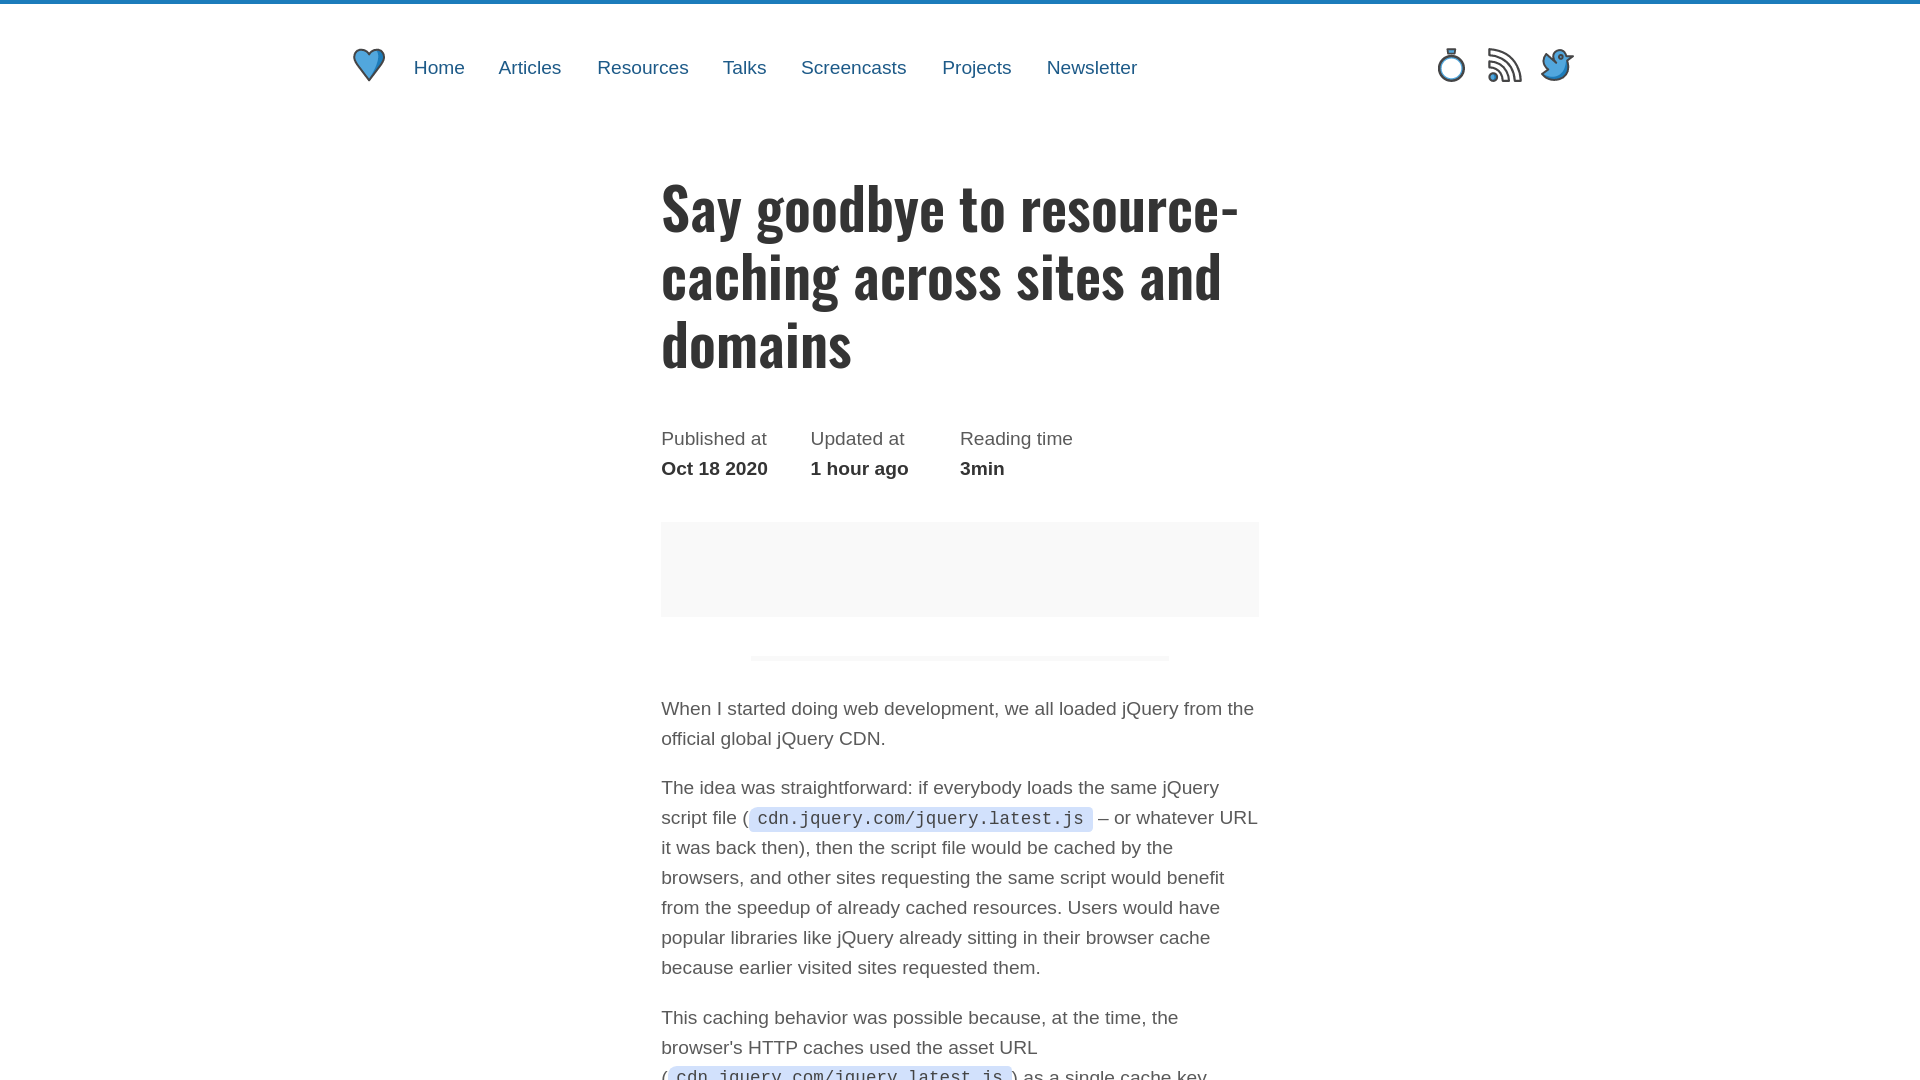 Home Articles Resources Talks Screencasts Projects Newsletter
Say goodbye to resource-
caching across sites and
domains
Published at Updated at Reading time
Oct 18 2020 1 hour ago 3min
When I started doing web development, we all loaded jQuery from the
official global jQuery CDN.
The idea was straightforward: if everybody loads the same jQuery
script file (cdn.jquery.com/jquery.latest.js – or whatever URL
it was back then), then the script file would be cached by the
browsers, and other sites requesting the same script would benefit
from the speedup of already cached resources. Users would have
popular libraries like jQuery already sitting in their browser cache
because earlier visited sites requested them.
This caching behavior was possible because, at the time, the
browser's HTTP caches used the asset URL
(cdn.jquery.com/jquery.latest.js) as a single cache key